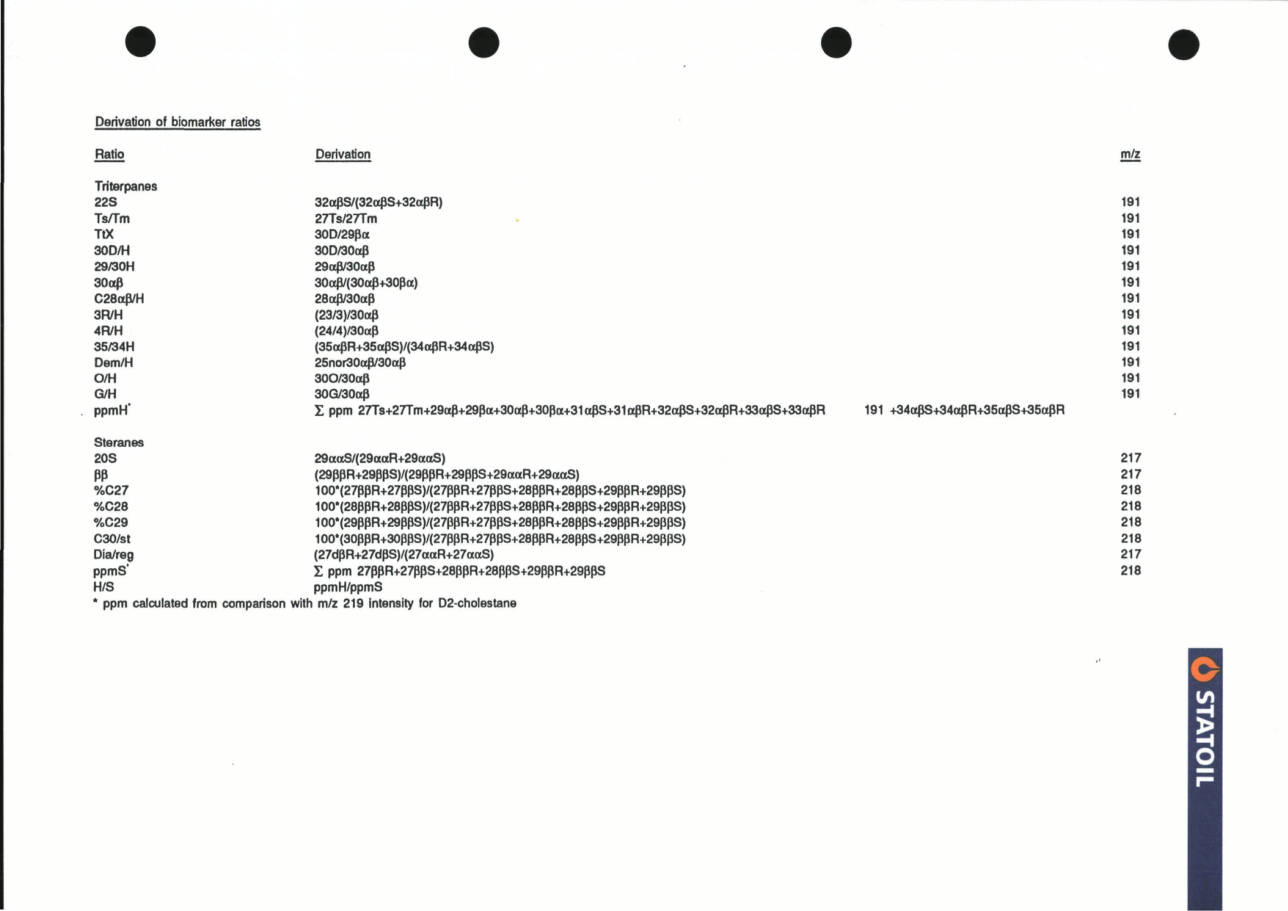 Derivation of biomarker ratios
Ratio Derivation m/z
Triterpanes
22S 32αβS/(32αβS+32αβR) 191
Ts/Tm 27Ts/27Tm 191
TtX 30D/29βα 191
30D/H 30D/30αβ 191
29/30H 29αβ/30αβ 191
30αβ 30αβ/(30αβ+30βα) 191
C28αβ/H 28αβ/30αβ 191
3R/H (23/3)/30αβ 191
4R/H (24/4)/30αβ 191
35/34H (35αβR+35αβS)/(34αβR+34αβS) 191
Dem/H 25nor30αβ/30αβ 191
O/H 30O/30αβ 191
G/H 30G/30αβ 191
ppmH* Σ ppm 27Ts+27Tm+29αβ+29βα+30αβ+30βα+31αβS+31αβR+32αβS+32αβR+33αβS+33αβR 191 +34αβS+34αβR+35αβS+35αβR
Steranes
20S 29ααS/(29ααR+29ααS) 217
ββ (29ββR+29ββS)/(29ββR+29ββS+29ααR+29ααS) 217
%C27 100*(27ββR+27ββS)/(27ββR+27ββS+28ββR+28ββS+29ββR+29ββS) 218
%C28 100*(28ββR+28ββS)/(27ββR+27ββS+28ββR+28ββS+29ββR+29ββS) 218
%C29 100*(29ββR+29ββS)/(27ββR+27ββS+28ββR+28ββS+29ββR+29ββS) 218
C30/st 100*(30ββR+30ββS)/(27ββR+27ββS+28ββR+28ββS+29ββR+29ββS) 218
Dia/reg (27dβR+27dβS)/(27ααR+27ααS) 217
ppmS* Σ ppm 27ββR+27ββS+28ββR+28ββS+29ββR+29ββS 218
H/S ppmH/ppmS
* ppm calculated from comparison with m/z 219 intensity for D2-cholestane
STATOIL